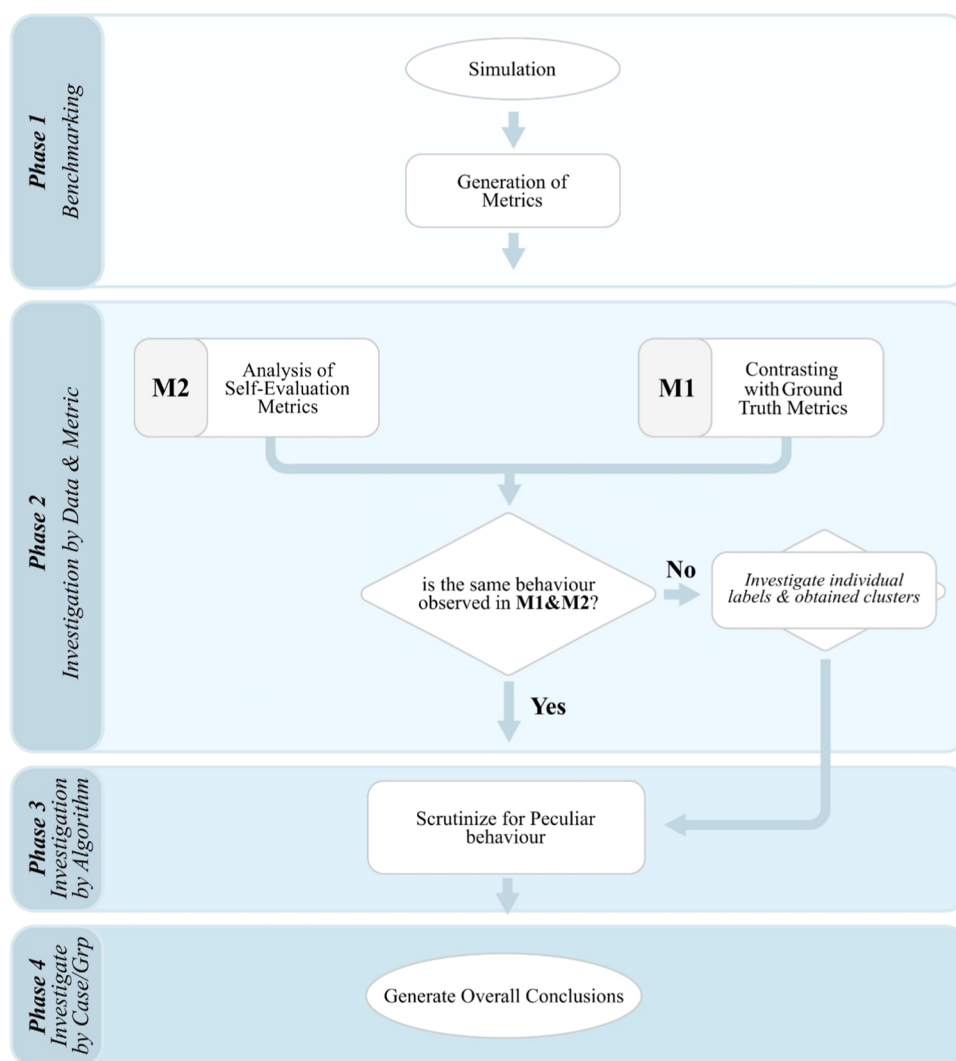 Phase 1
Benchmarking
Simulation
Generation of
Metrics
Phase 2
Investigation by Data & Metric
M2
Analysis of
Self-Evaluation
Metrics
M1
Contrasting
with Ground
Truth Metrics
is the same behaviour
observed in M1&M2?
No
Investigate individual
labels & obtained clusters
Yes
Phase 3
Investigation
by Algorithm
Scrutinize for Peculiar
behaviour
Phase 4
Investigate
by Case/Grp
Generate Overall Conclusions